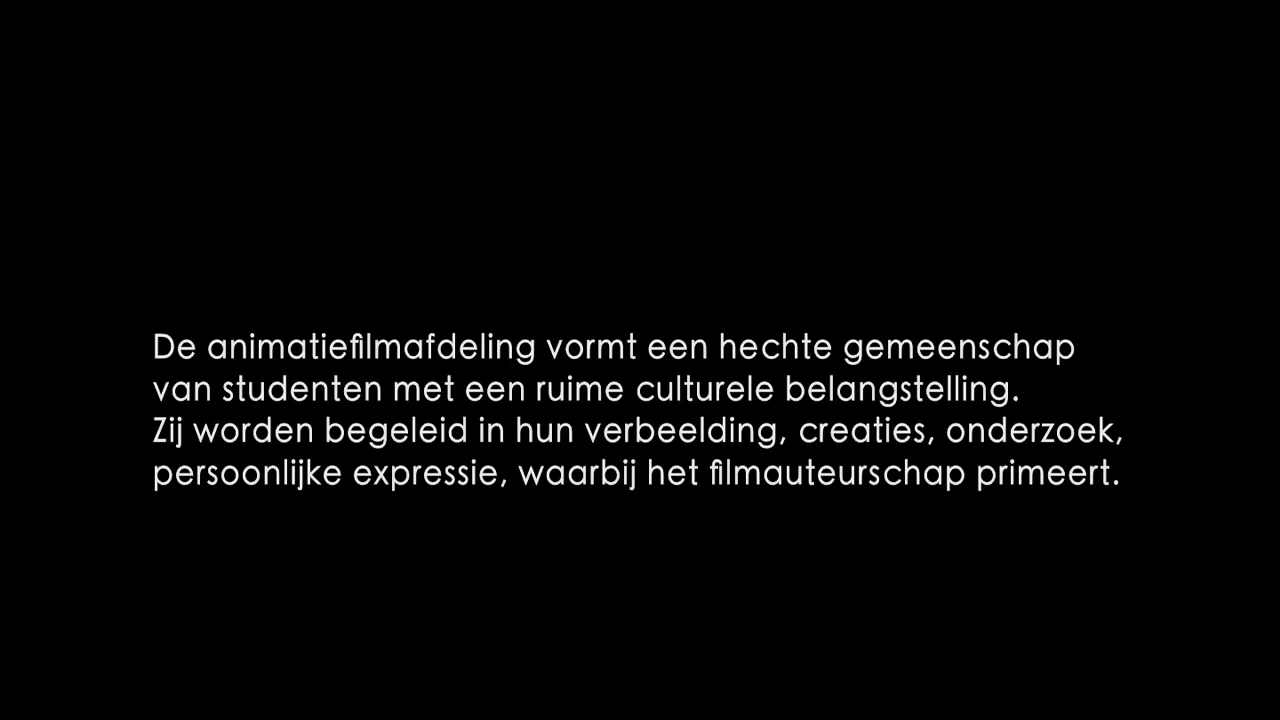 De animatiefilmafdeling vormt een hechte gemeenschap
van studenten met een ruime culturele belangstelling.
Zij worden begeleid in hun verbeelding, creaties, onderzoek,
persoonlijke expressie, waarbij het filmauteurschap primeert.